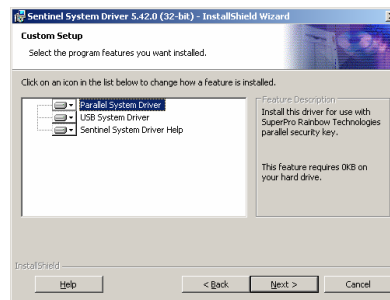 Sentinel System Driver 5.42.0 (32-bit) - InstallShield Wizard
Custom Setup
Select the program features you want installed.
Click on an icon in the list below to change how a feature is installed.
Parallel System Driver
USB System Driver
Sentinel System Driver Help
Feature Description
Install this driver for use with
SuperPro Rainbow Technologies
parallel security key.
This feature requires 0KB on
your hard drive.
InstallShield
Help
< Back
Next >
Cancel